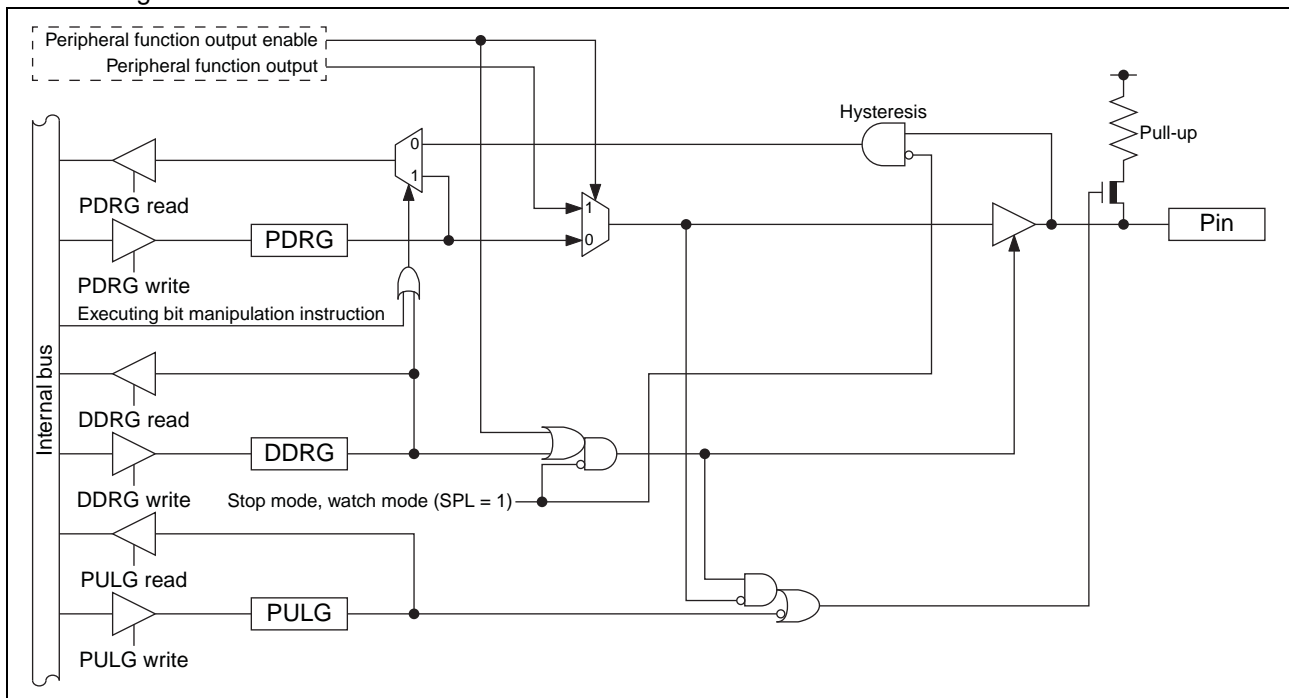 Peripheral function output enable
Peripheral function output
Hysteresis
Pull-up
0
1
PDRG read
1
0
PDRG
Pin
PDRG write
Executing bit manipulation instruction
Internal bus
DDRG read
DDRG
DDRG write
Stop mode, watch mode (SPL = 1)
PULG read
PULG
PULG write